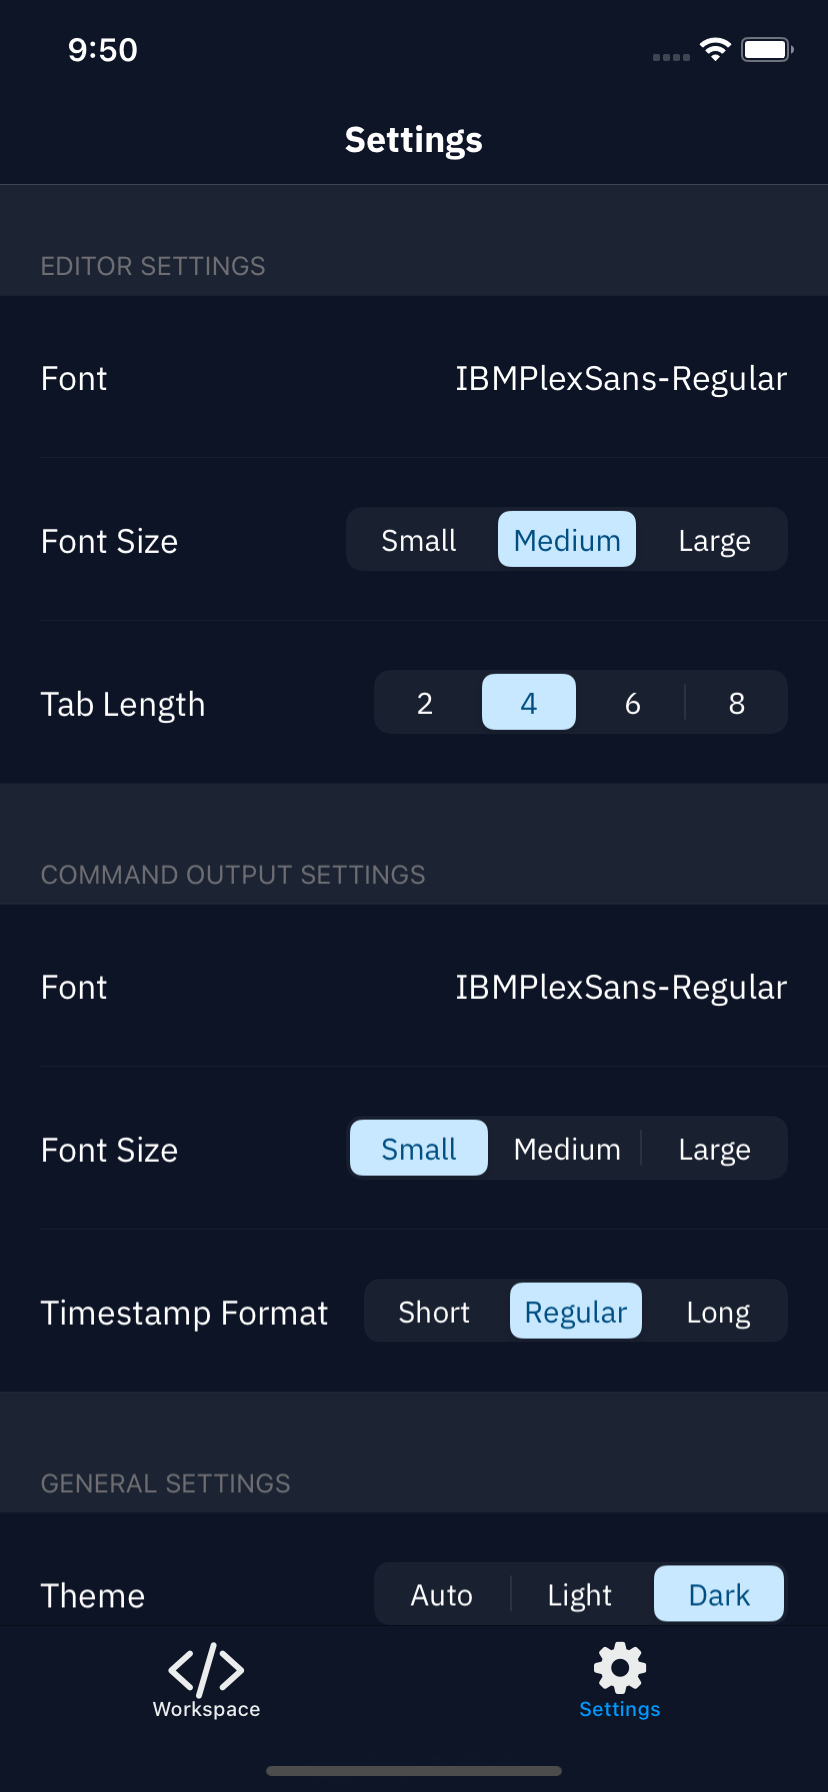 9:50
Settings
EDITOR SETTINGS
Font IBMPlexSans-Regular
Font Size Small Medium Large
Tab Length 2 4 6 8
COMMAND OUTPUT SETTINGS
Font IBMPlexSans-Regular
Font Size Small Medium Large
Timestamp Format Short Regular Long
GENERAL SETTINGS
Theme Auto Light Dark
Workspace Settings